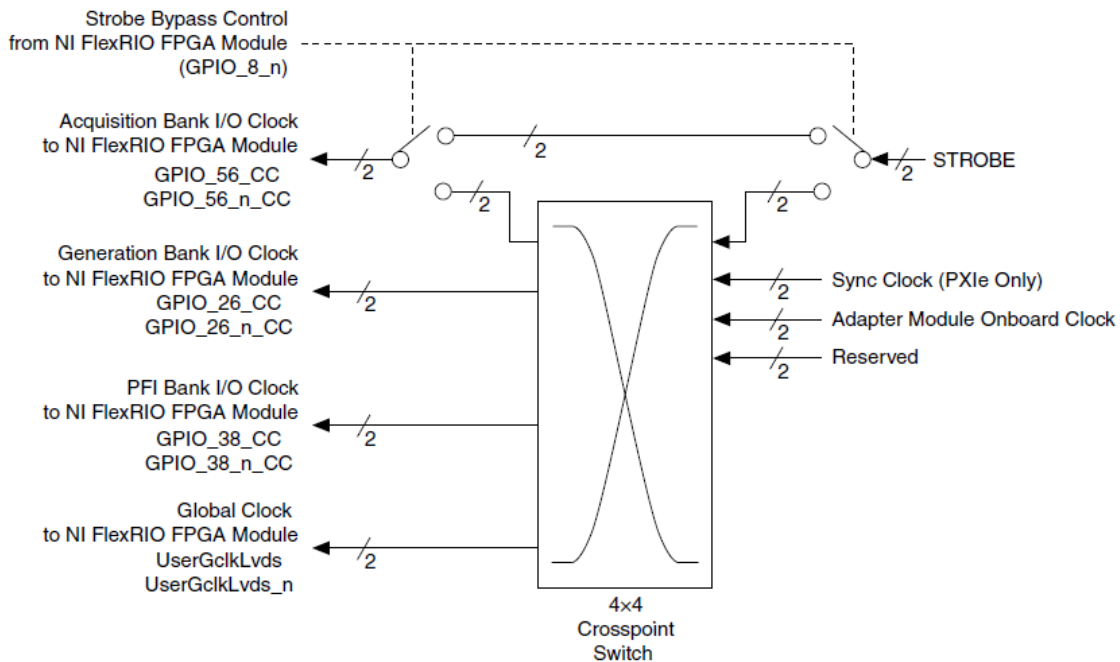 Strobe Bypass Control
from NI FlexRIO FPGA Module
(GPIO_8_n)
Acquisition Bank I/O Clock
to NI FlexRIO FPGA Module
GPIO_56_CC
GPIO_56_n_CC
2
2
2
STROBE
2
2
Generation Bank I/O Clock
to NI FlexRIO FPGA Module
GPIO_26_CC
GPIO_26_n_CC
2
2
Sync Clock (PXIe Only)
2
Adapter Module Onboard Clock
2
Reserved
PFI Bank I/O Clock
to NI FlexRIO FPGA Module
GPIO_38_CC
GPIO_38_n_CC
2
Global Clock
to NI FlexRIO FPGA Module
UserGclkLvds
UserGclkLvds_n
2
4×4
Crosspoint
Switch